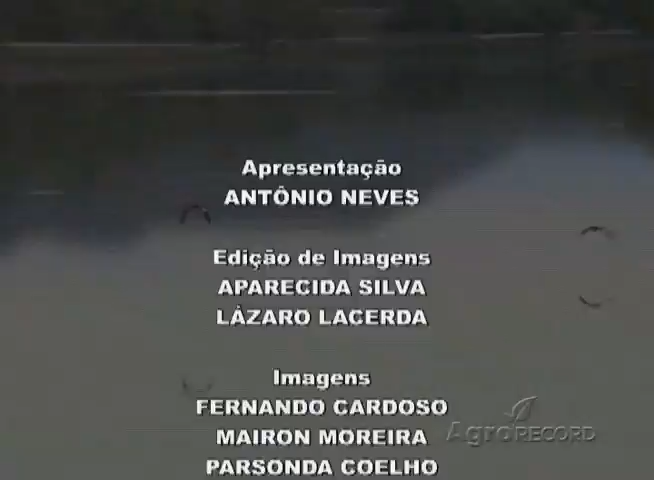 Apresentação
ANTÔNIO NEVES
Edição de Imagens
APARECIDA SILVA
LÁZARO LACERDA
Imagens
FERNANDO CARDOSO
MAIRON MOREIRA
PARSONDA COELHO
AgroRECORD